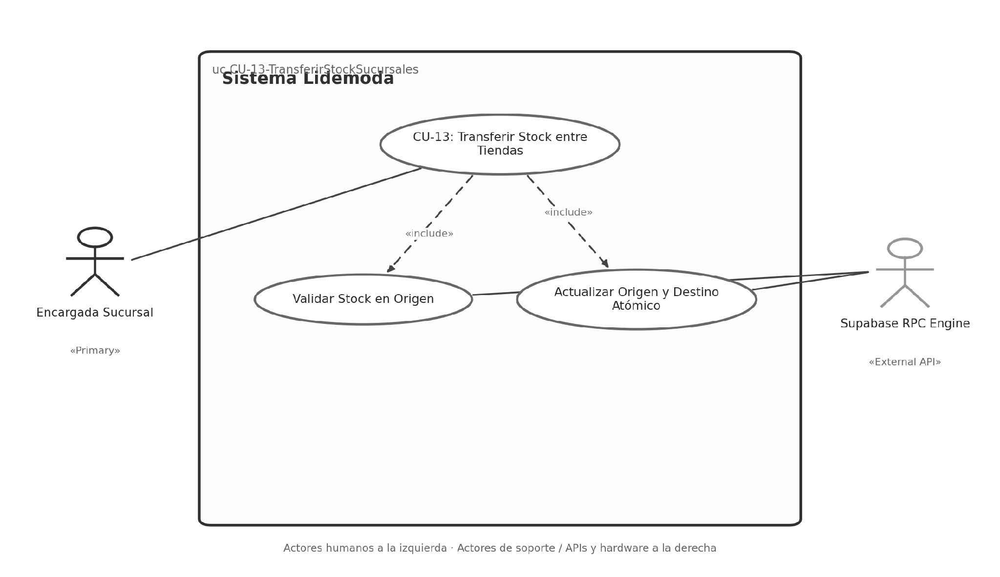 uc CU-13-TransferirStockSucursales
Sistema Lidemoda
CU-13: Transferir Stock entre
Tiendas
«include»
«include»
Validar Stock en Origen
Actualizar Origen y Destino
Atómico
Encargada Sucursal
«Primary»
Supabase RPC Engine
«External API»
Actores humanos a la izquierda · Actores de soporte / APIs y hardware a la derecha